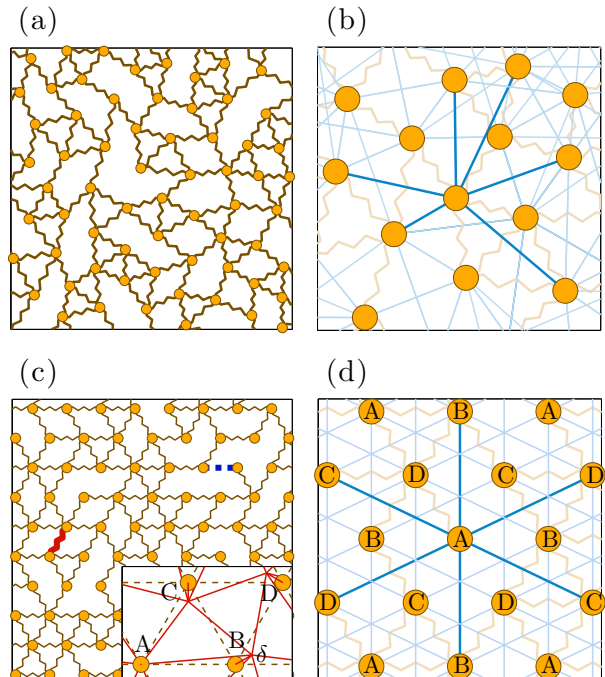 (a) (b)
(c) (d)
A B A
C D C D
B A B
D C D C
A B A
C D
A B δ